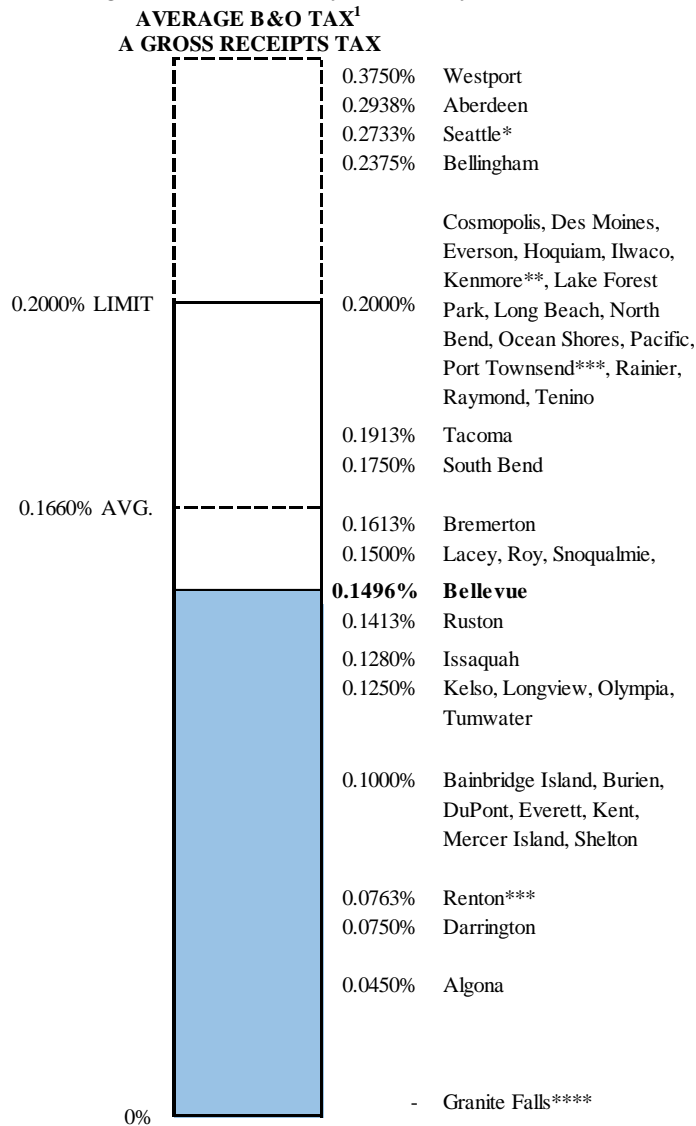 AVERAGE B&O TAX¹
A GROSS RECEIPTS TAX
0.3750% Westport
0.2938% Aberdeen
0.2733% Seattle*
0.2375% Bellingham
Cosmopolis, Des Moines,
Everson, Hoquiam, Ilwaco,
Kenmore**, Lake Forest
0.2000% LIMIT 0.2000% Park, Long Beach, North
Bend, Ocean Shores, Pacific,
Port Townsend***, Rainier,
Raymond, Tenino
0.1913% Tacoma
0.1750% South Bend
0.1660% AVG.
0.1613% Bremerton
0.1500% Lacey, Roy, Snoqualmie,
0.1496% Bellevue
0.1413% Ruston
0.1280% Issaquah
0.1250% Kelso, Longview, Olympia,
Tumwater
0.1000% Bainbridge Island, Burien,
DuPont, Everett, Kent,
Mercer Island, Shelton
0.0763% Renton***
0.0750% Darrington
0.0450% Algona
- Granite Falls****
0%